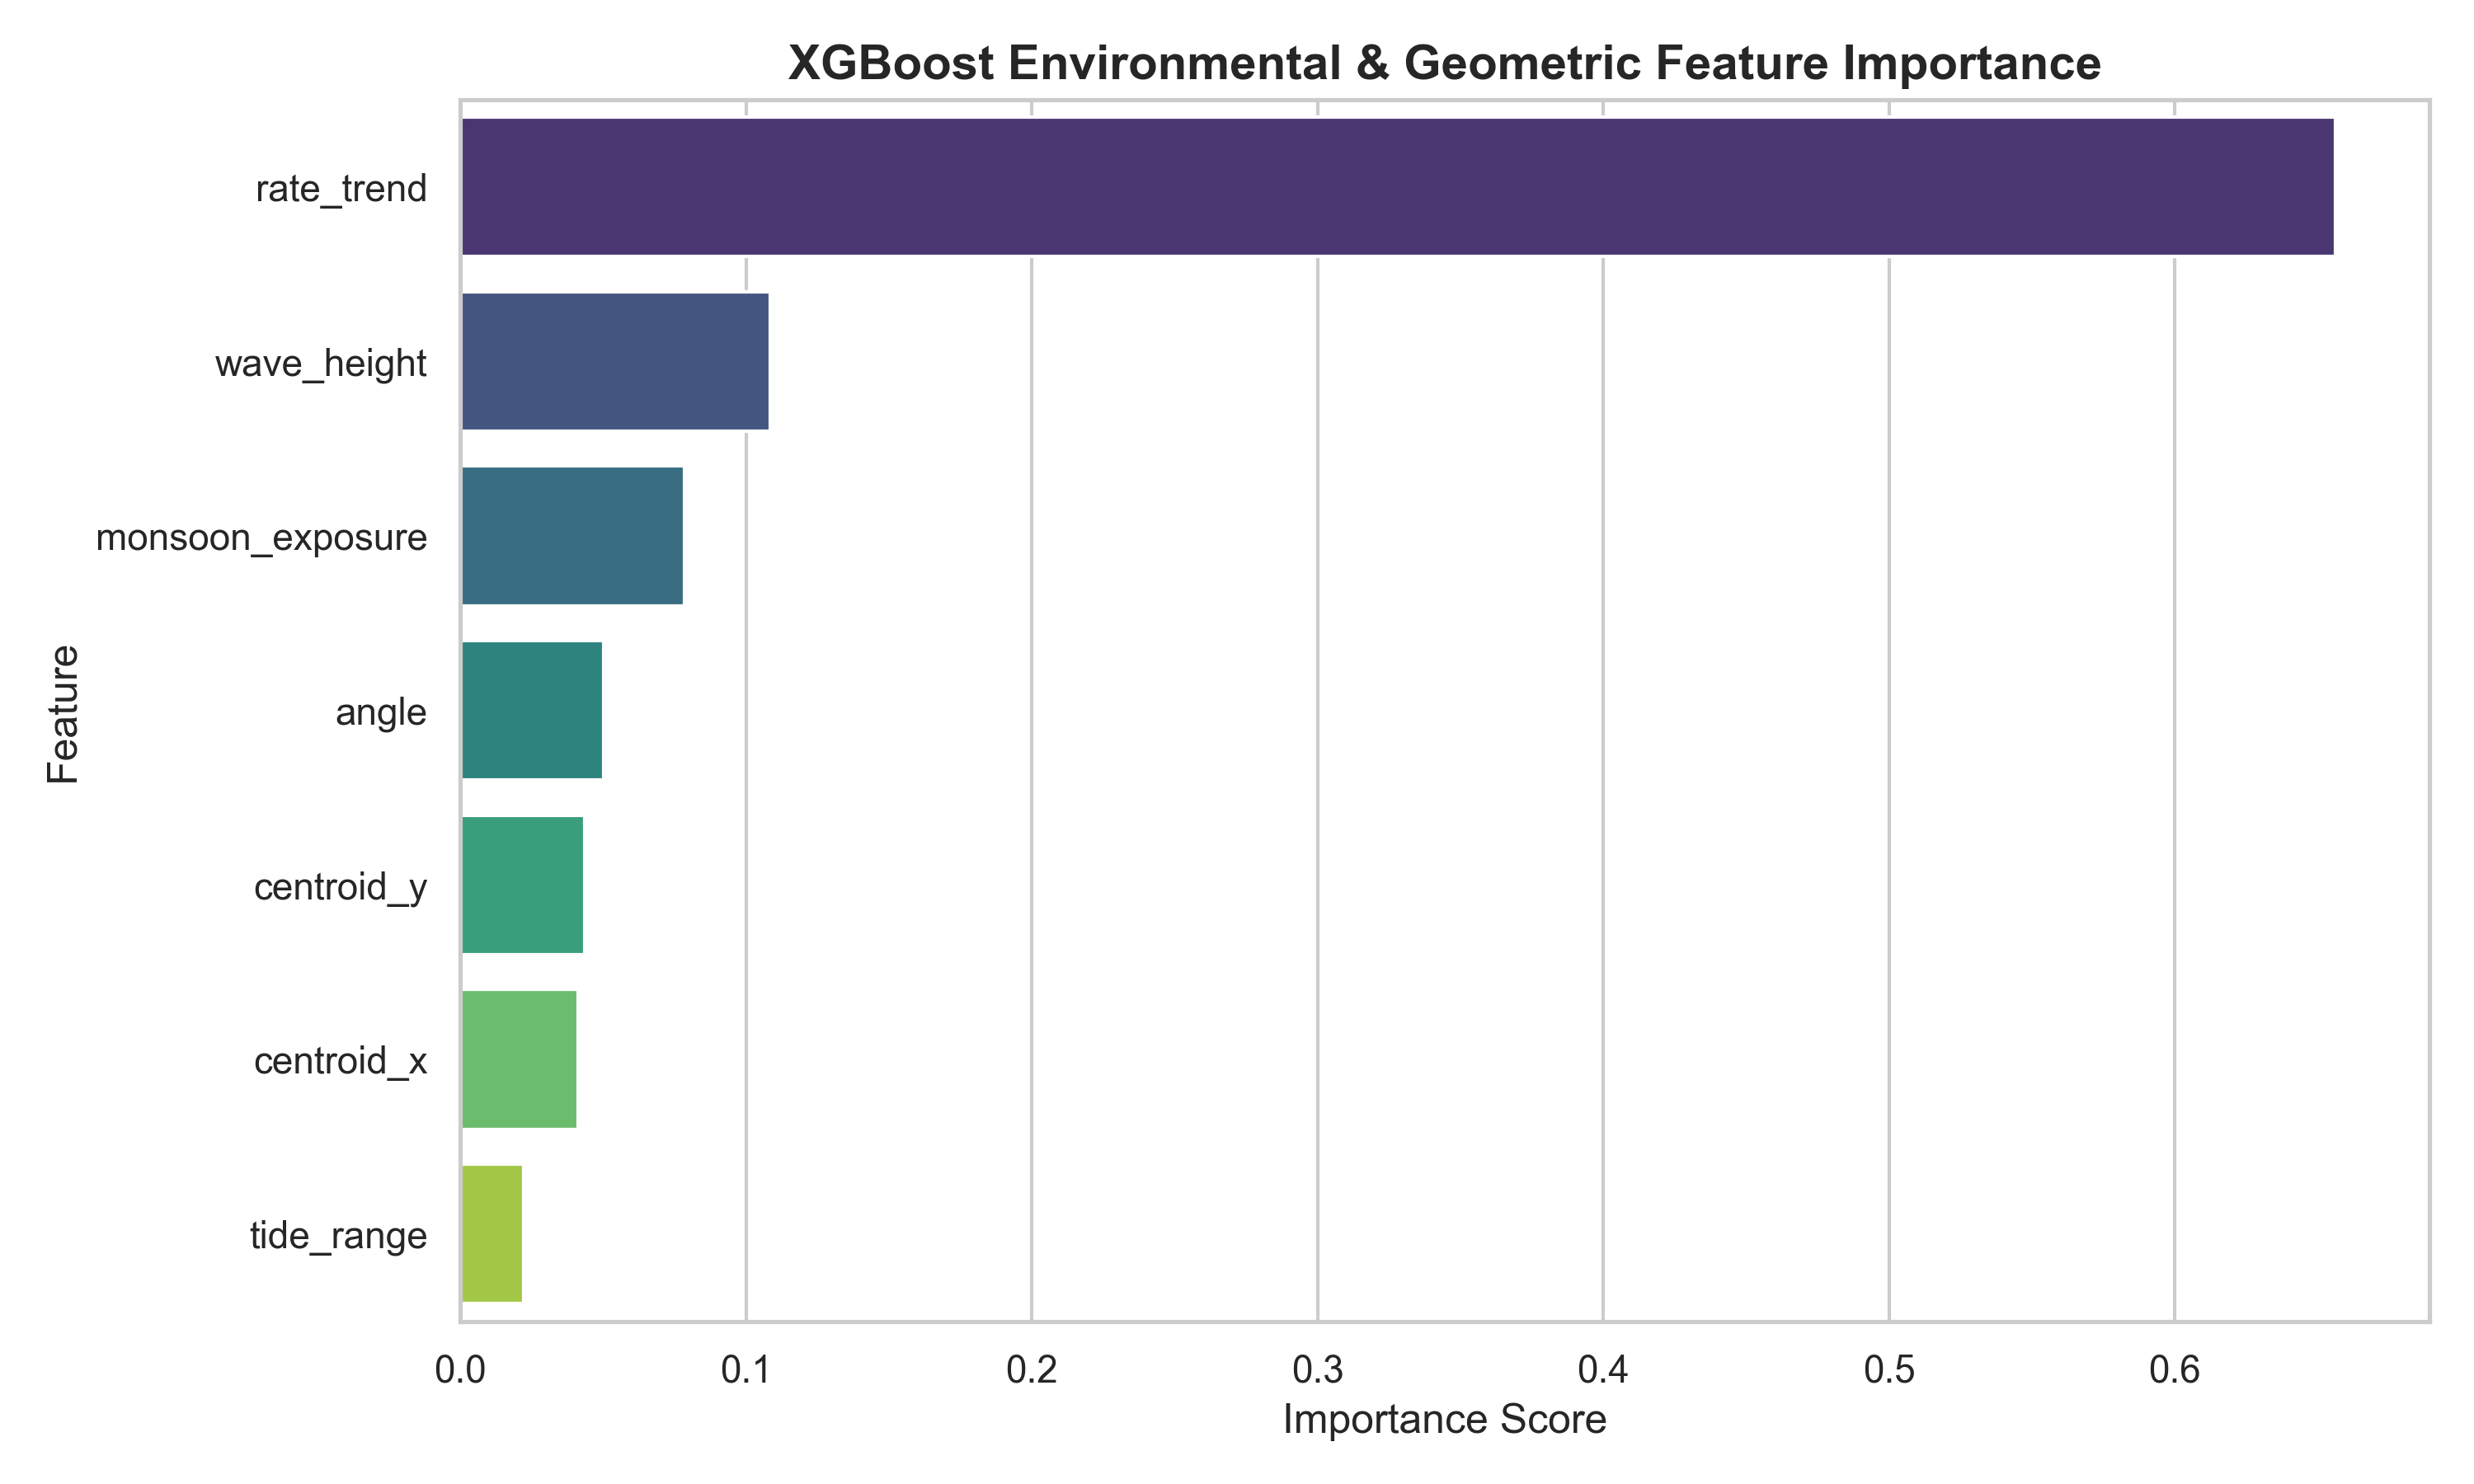 XGBoost Environmental & Geometric Feature Importance
rate_trend
wave_height
monsoon_exposure
angle
centroid_y
centroid_x
tide_range
Feature
0.0 0.1 0.2 0.3 0.4 0.5 0.6
Importance Score